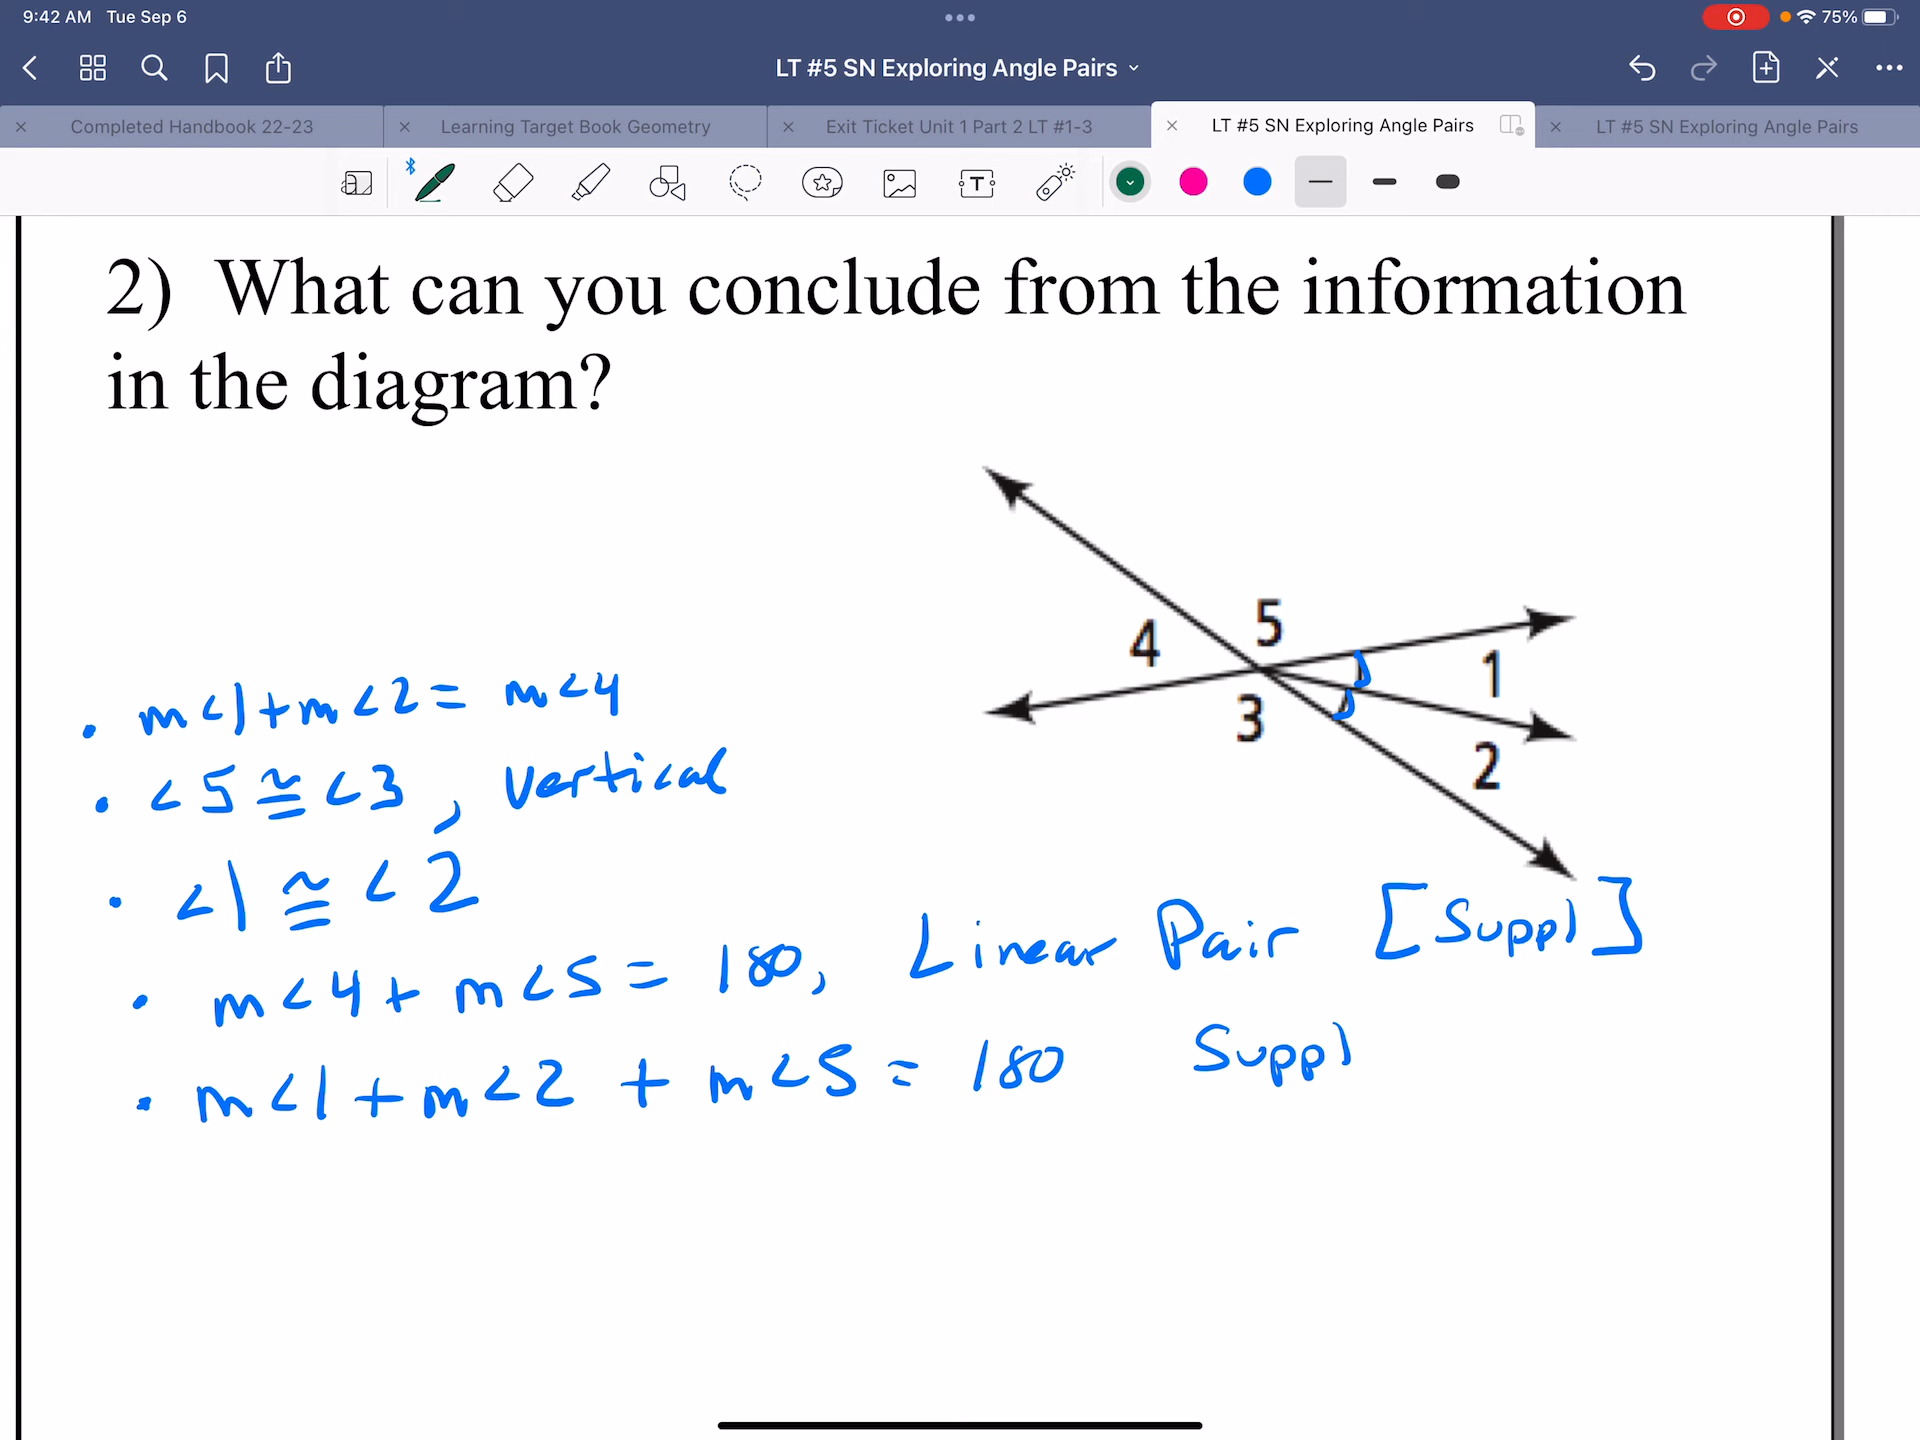 9:42 AM Tue Sep 6
75%
LT #5 SN Exploring Angle Pairs
Completed Handbook 22-23
Learning Target Book Geometry
Exit Ticket Unit 1 Part 2 LT #1-3
LT #5 SN Exploring Angle Pairs
LT #5 SN Exploring Angle Pairs
2) What can you conclude from the information
in the diagram?
5
4
1
3
2
• m<1+m<2= m<4
• <5≅<3, vertical
• <1≅<2
• m<4+m<5=180, Linear Pair [Suppl]
• m<1+m<2+m<5=180 Suppl